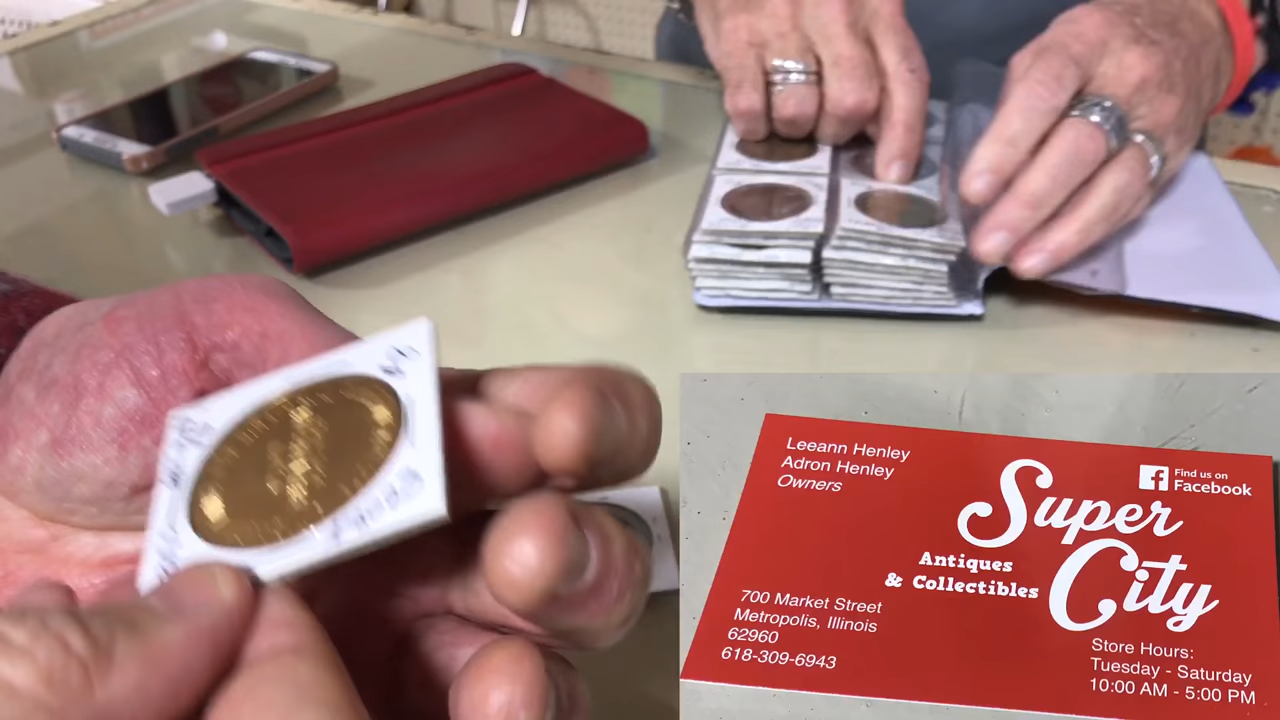 Leeann Henley
Adron Henley
Owners
Find us on
Facebook
Super
City
Antiques
& Collectibles
700 Market Street
Metropolis, Illinois
62960
618-309-6943
Store Hours:
Tuesday - Saturday
10:00 AM - 5:00 PM